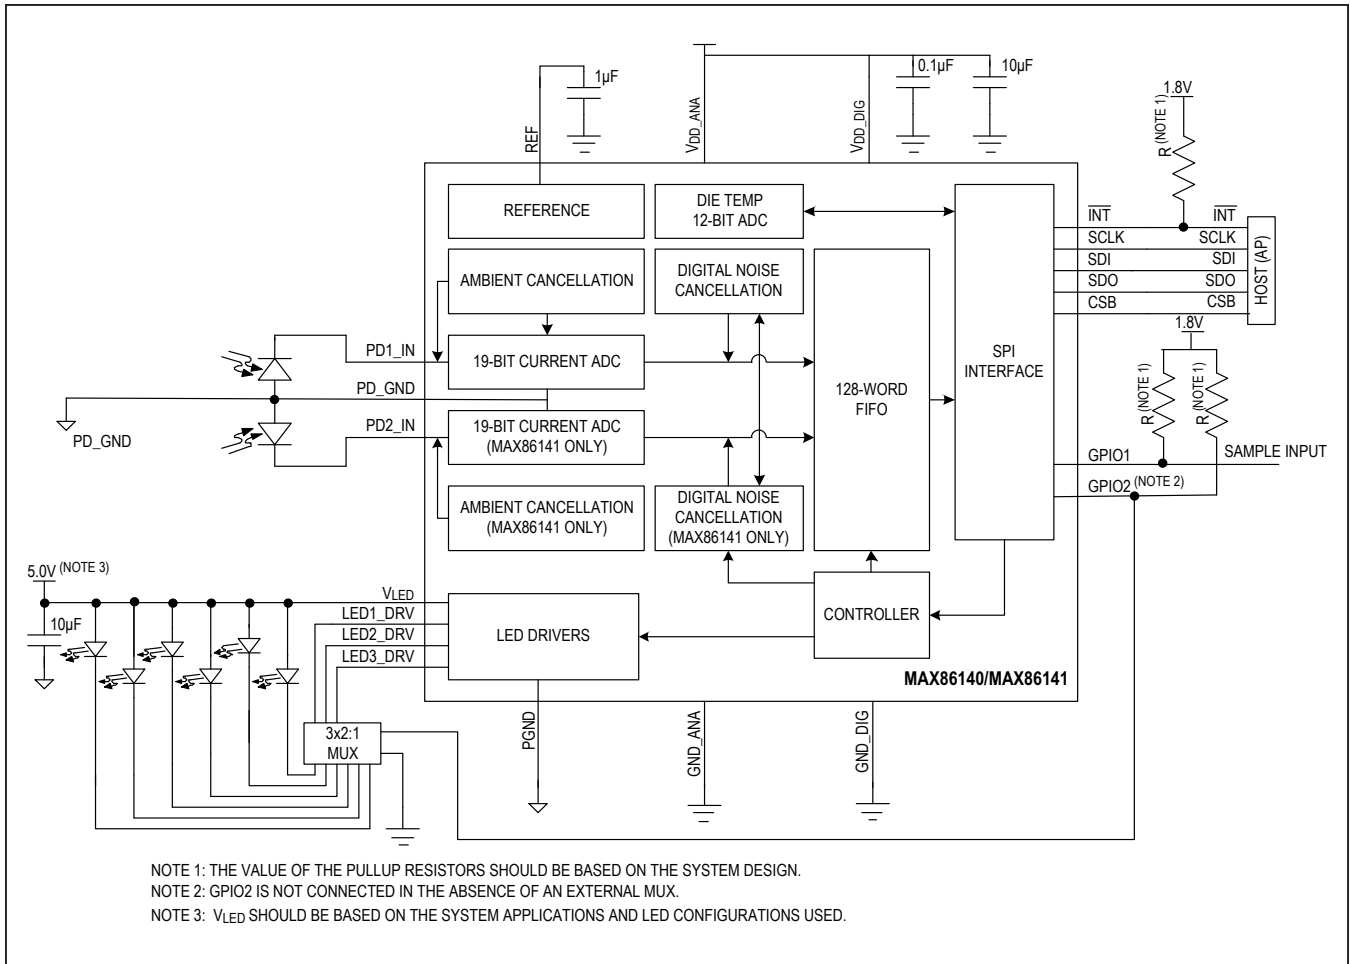 1µF
0.1µF
10µF
1.8V
REF
VDD_ANA
VDD_DIG
R (NOTE 1)
REFERENCE
DIE TEMP
12-BIT ADC
INT
INT
SCLK
SCLK
SDI
SDI
SDO
SDO
CSB
CSB
HOST (AP)
AMBIENT CANCELLATION
DIGITAL NOISE
CANCELLATION
1.8V
PD1_IN
19-BIT CURRENT ADC
SPI
INTERFACE
PD_GND
128-WORD
FIFO
R (NOTE 1)
R (NOTE 1)
PD2_IN
19-BIT CURRENT ADC
(MAX86141 ONLY)
PD_GND
GPIO1
SAMPLE INPUT
GPIO2 (NOTE 2)
AMBIENT CANCELLATION
(MAX86141 ONLY)
DIGITAL NOISE
CANCELLATION
(MAX86141 ONLY)
5.0V (NOTE 3)
VLED
10µF
LED1_DRV
LED2_DRV
LED3_DRV
LED DRIVERS
CONTROLLER
MAX86140/MAX86141
3x2:1
MUX
PGND
GND_ANA
GND_DIG
NOTE 1: THE VALUE OF THE PULLUP RESISTORS SHOULD BE BASED ON THE SYSTEM DESIGN.
NOTE 2: GPIO2 IS NOT CONNECTED IN THE ABSENCE OF AN EXTERNAL MUX.
NOTE 3: VLED SHOULD BE BASED ON THE SYSTEM APPLICATIONS AND LED CONFIGURATIONS USED.